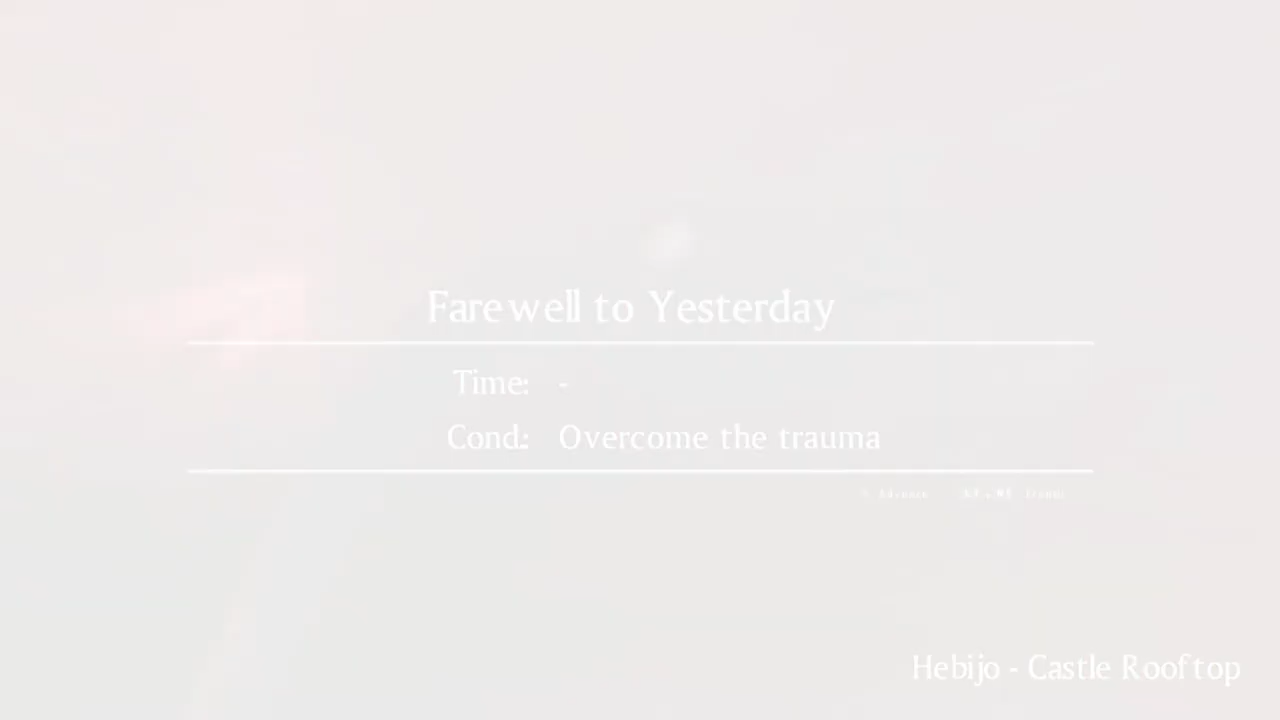 Farewell to Yesterday
Time: -
Cond: Overcome the trauma
Hebijo - Castle Rooftop